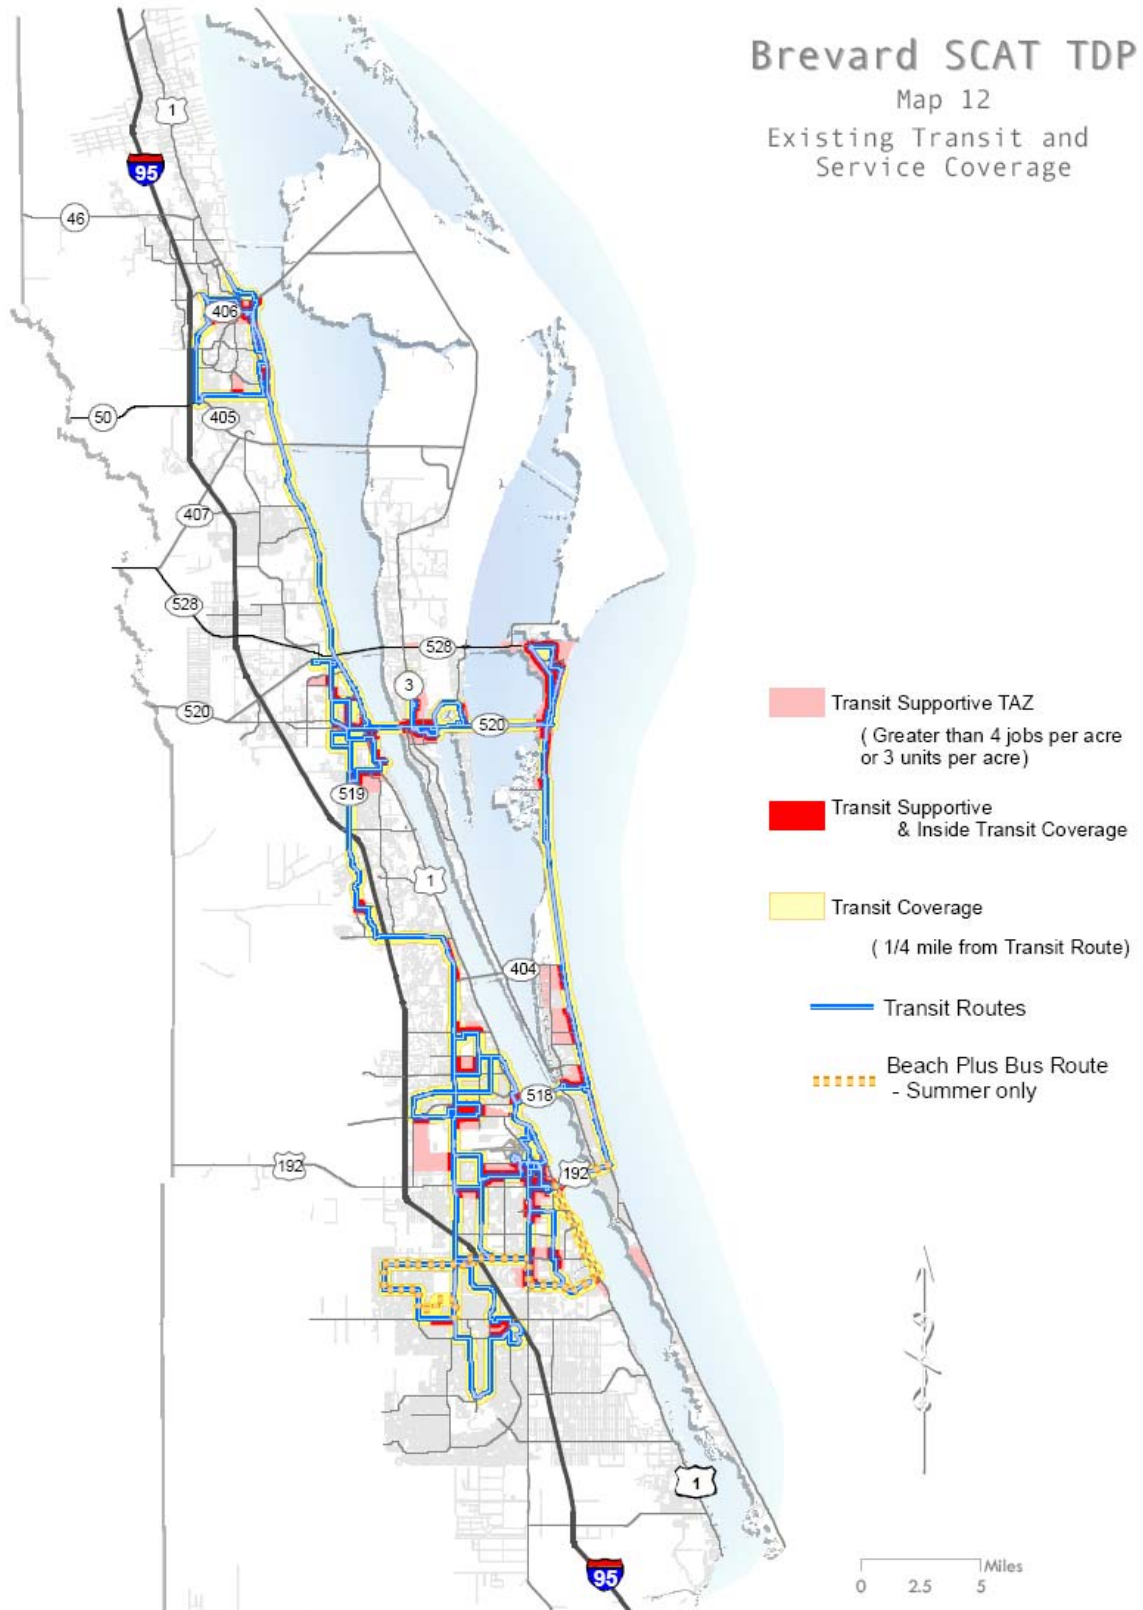 Brevard SCAT TDP
Map 12
Existing Transit and
Service Coverage
1
95
46
406
50
405
407
528
528
3
520
520
519
1
404
518
192
192
1
95
Transit Supportive TAZ
( Greater than 4 jobs per acre
or 3 units per acre)
Transit Supportive
& Inside Transit Coverage
Transit Coverage
( 1/4 mile from Transit Route)
Transit Routes
Beach Plus Bus Route
- Summer only
Miles
0 2.5 5